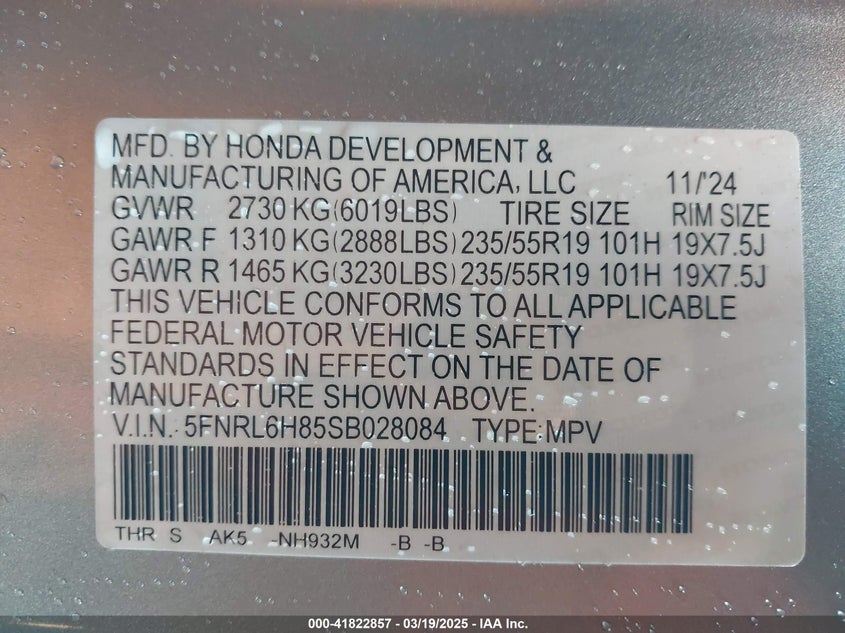 MFD. BY HONDA DEVELOPMENT &
MANUFACTURING OF AMERICA, LLC 11/'24
GVWR 2730 KG(6019LBS) TIRE SIZE RIM SIZE
GAWR F 1310 KG(2888LBS) 235/55R19 101H 19X7.5J
GAWR R 1465 KG(3230LBS) 235/55R19 101H 19X7.5J
THIS VEHICLE CONFORMS TO ALL APPLICABLE
FEDERAL MOTOR VEHICLE SAFETY
STANDARDS IN EFFECT ON THE DATE OF
MANUFACTURE SHOWN ABOVE.
V.I.N.: 5FNRL6H85SB028084 TYPE:MPV
THR S AK5 -NH932M -B -B
000-41822857 - 03/19/2025 - IAA Inc.